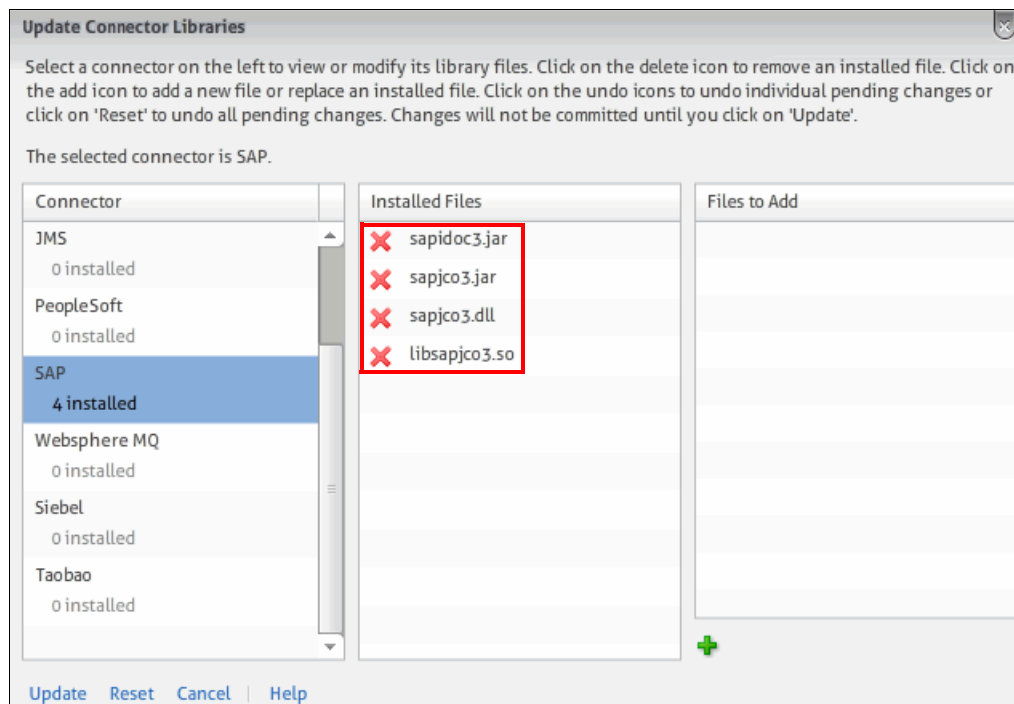 Update Connector Libraries
Select a connector on the left to view or modify its library files. Click on the delete icon to remove an installed file. Click on
the add icon to add a new file or replace an installed file. Click on the undo icons to undo individual pending changes or
click on 'Reset' to undo all pending changes. Changes will not be committed until you click on 'Update'.
The selected connector is SAP.
Connector
JMS
0 installed
PeopleSoft
0 installed
SAP
4 installed
Websphere MQ
0 installed
Siebel
0 installed
Taobao
0 installed
Installed Files
sapidoc3.jar
sapjco3.jar
sapjco3.dll
libsapjco3.so
Files to Add
Update Reset Cancel | Help